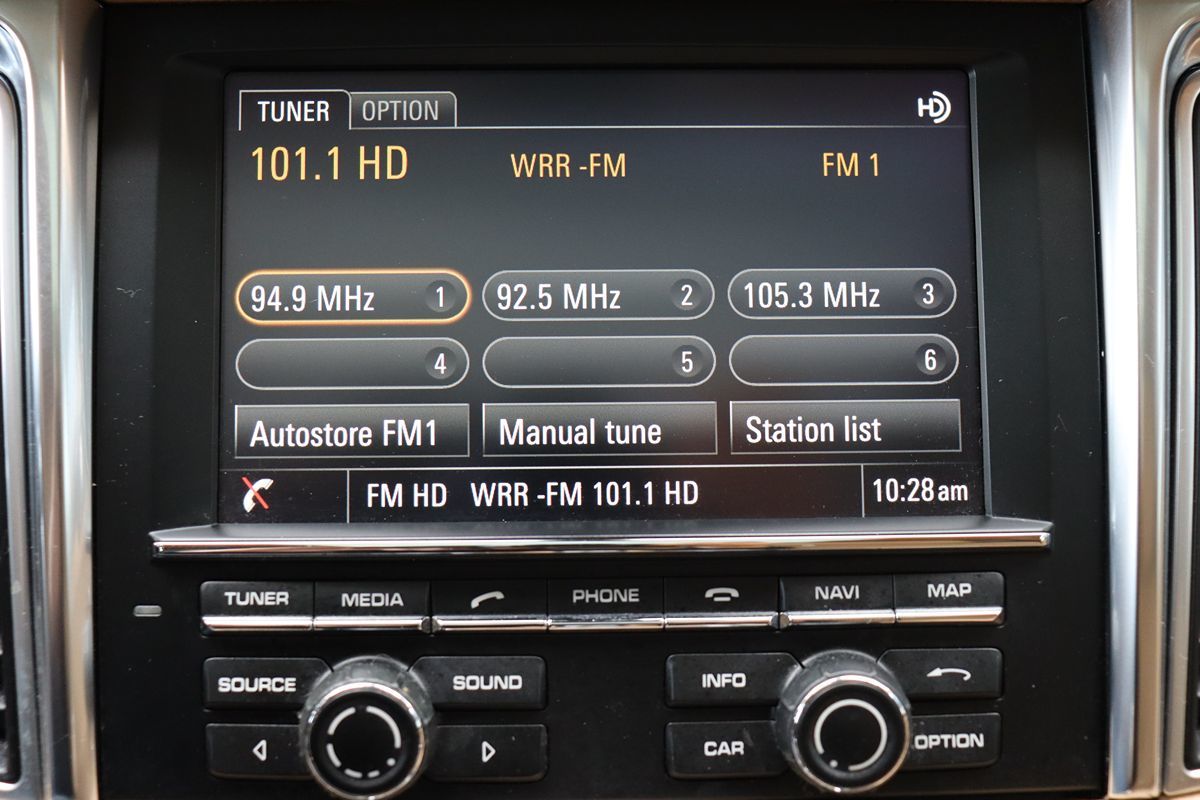 TUNER OPTION HD
101.1 HD WRR -FM FM 1
94.9 MHz 1 92.5 MHz 2 105.3 MHz 3
4 5 6
Autostore FM1 Manual tune Station list
FM HD WRR -FM 101.1 HD 10:28 am
TUNER MEDIA PHONE NAVI MAP
SOURCE SOUND INFO
CAR OPTION